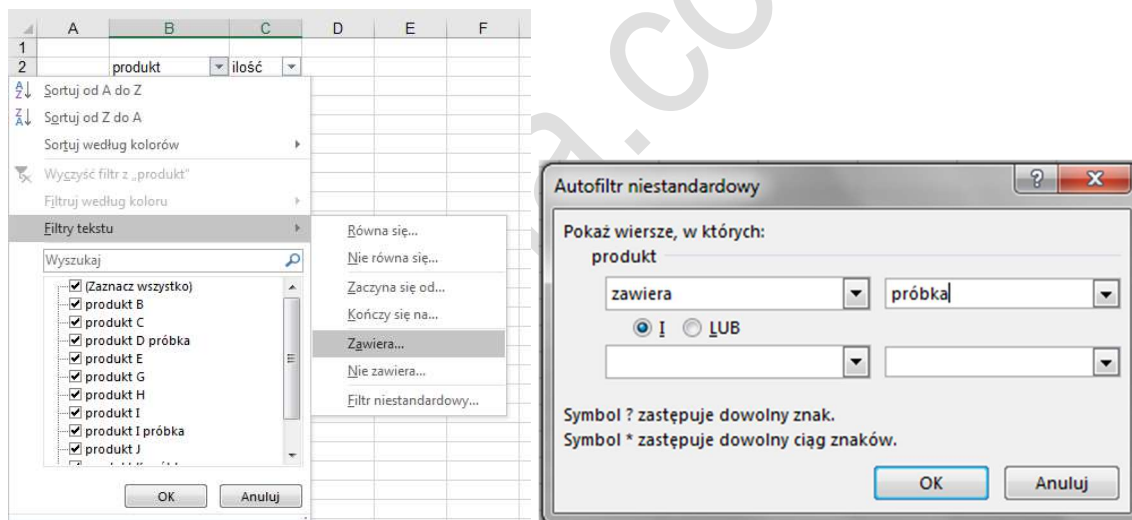 A B C D E F
1
2 produkt ilość
Sortuj od A do Z
Sortuj od Z do A
Sortuj według kolorów
Wyczyść filtr z „produkt"
Filtruj według koloru
Filtry tekstu
Wyszukaj
(Zaznacz wszystko)
produkt B
produkt C
produkt D próbka
produkt E
produkt G
produkt H
produkt I
produkt I próbka
produkt J
OK Anuluj
Równa się...
Nie równa się...
Zaczyna się od...
Kończy się na...
Zawiera...
Nie zawiera...
Filtr niestandardowy...
Autofiltr niestandardowy
Pokaż wiersze, w których:
produkt
zawiera próbka
I LUB
Symbol ? zastępuje dowolny znak.
Symbol * zastępuje dowolny ciąg znaków.
OK Anuluj